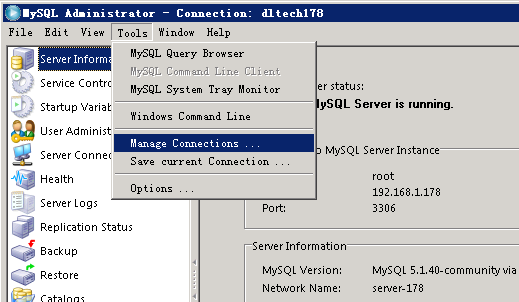 MySQL Administrator - Connection: dltech178
File Edit View Tools Window Help
MySQL Query Browser
MySQL Command Line Client
MySQL System Tray Monitor
Windows Command Line
Manage Connections ...
Save current Connection ...
Options ...
Server Informa
Service Contro
Startup Variab
User Administ
Server Connec
Health
Server Logs
Replication Status
Backup
Restore
Catalogs
er status:
MySQL Server is running.
o MySQL Server Instance
root
192.168.1.178
Port: 3306
Server Information
MySQL Version: MySQL 5.1.40-community via
Network Name: server-178